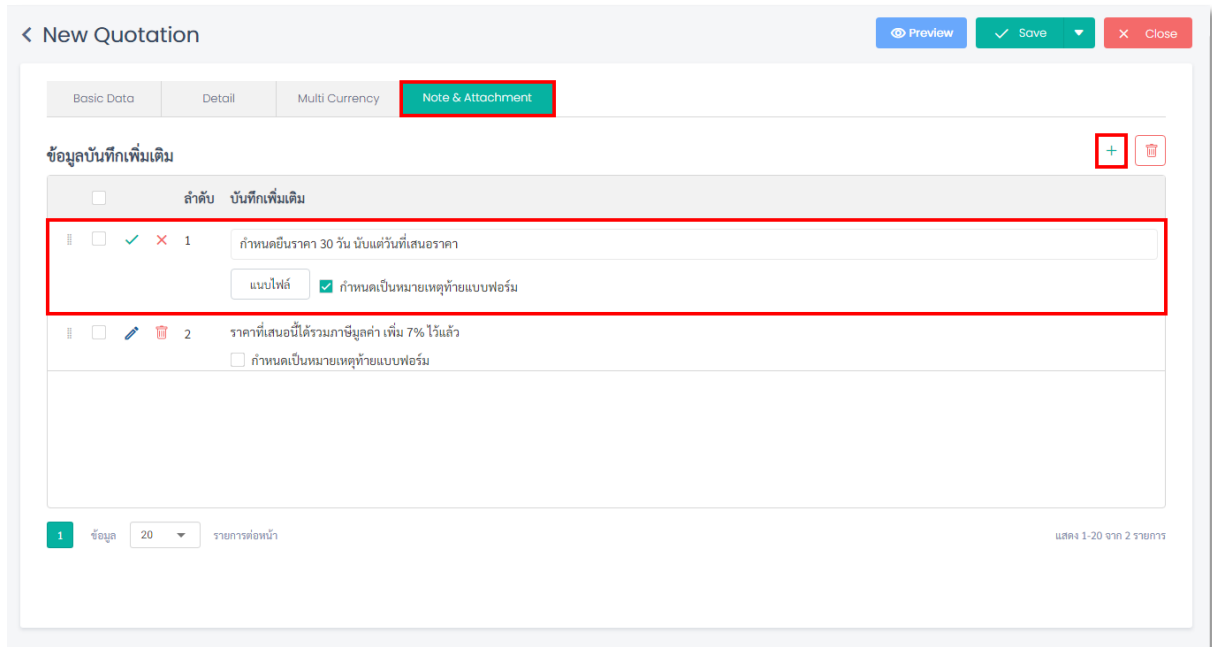 New Quotation
Preview
Save
Close
Basic Data
Detail
Multi Currency
Note & Attachment
ข้อมูลบันทึกเพิ่มเติม
ลำดับ บันทึกเพิ่มเติม
1 กำหนดยืนราคา 30 วัน นับแต่วันที่เสนอราคา
แนบไฟล์ กำหนดเป็นหมายเหตุท้ายแบบฟอร์ม
2 ราคาที่เสนอนี้ได้รวมภาษีมูลค่า เพิ่ม 7% ไว้แล้ว
กำหนดเป็นหมายเหตุท้ายแบบฟอร์ม
1 ข้อมูล 20 รายการต่อหน้า แสดง 1-20 จาก 2 รายการ